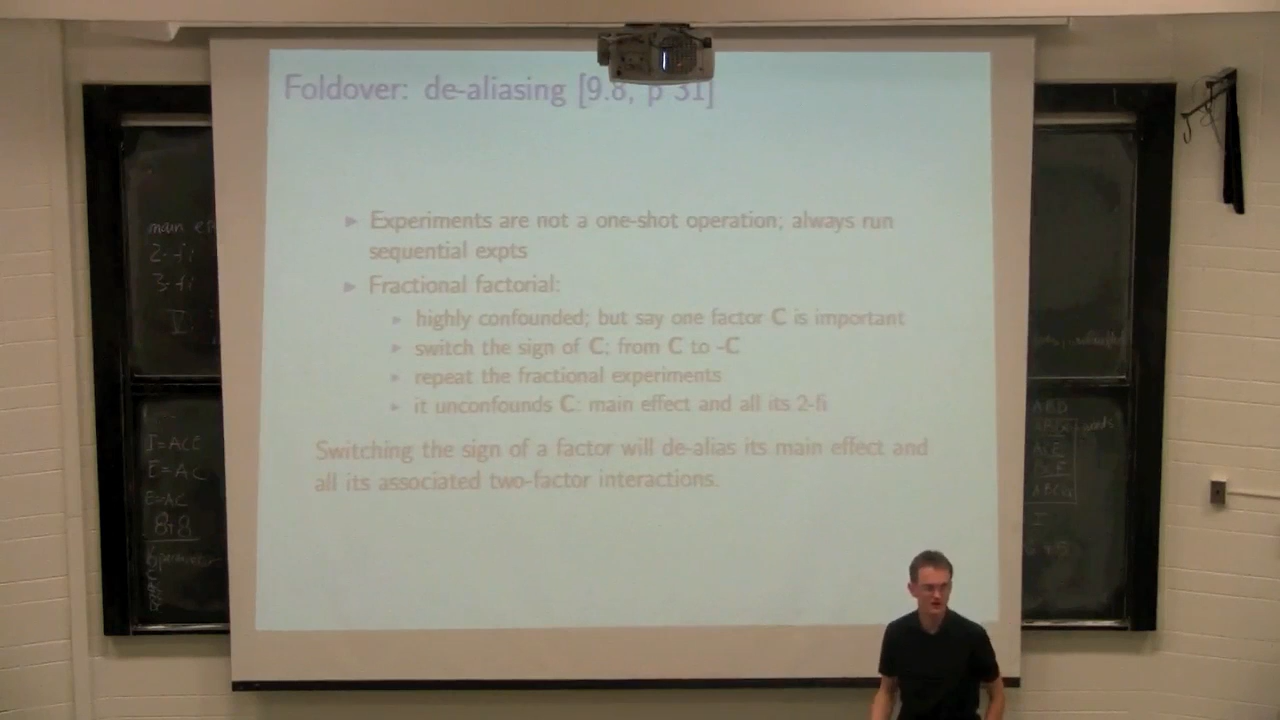 Foldover: de-aliasing [9.8, p 31]
Experiments are not a one-shot operation; always run
sequential expts
Fractional factorial:
highly confounded; but say one factor C is important
switch the sign of C: from C to -C
repeat the fractional experiments
it unconfounds C: main effect and all its 2-fi
Switching the sign of a factor will de-alias its main effect and
all its associated two-factor interactions.
main
2-fi
3-fi
I=ACE
E=AC
E=AC
8+8
ABD
ACE